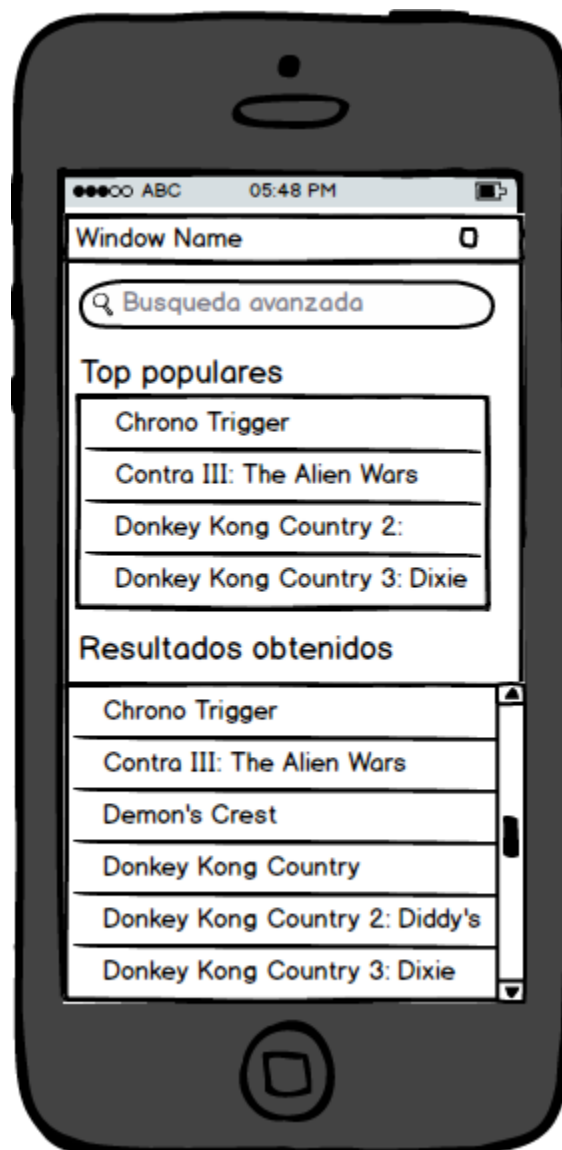 ABC 05:48 PM
Window Name
Busqueda avanzada
Top populares
Chrono Trigger
Contra III: The Alien Wars
Donkey Kong Country 2:
Donkey Kong Country 3: Dixie
Resultados obtenidos
Chrono Trigger
Contra III: The Alien Wars
Demon's Crest
Donkey Kong Country
Donkey Kong Country 2: Diddy's
Donkey Kong Country 3: Dixie